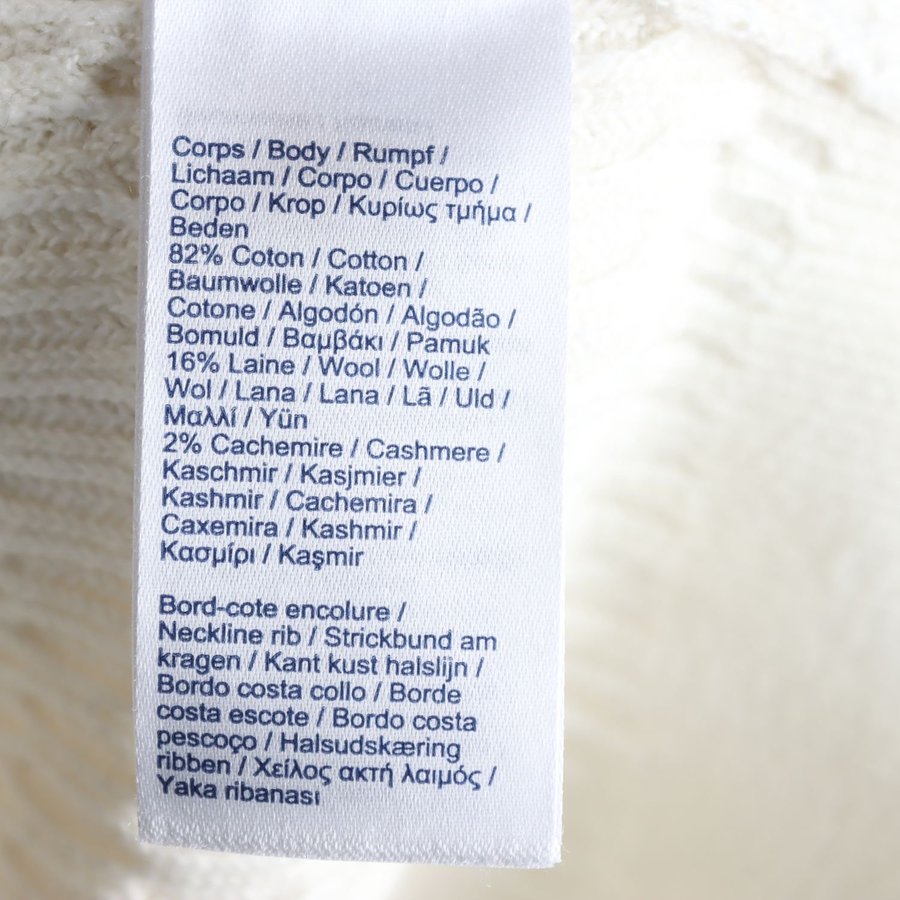 Corps / Body / Rumpf /
Lichaam / Corpo / Cuerpo /
Corpo / Krop / Κυρίως τμήμα /
Beden
82% Coton / Cotton /
Baumwolle / Katoen /
Cotone / Algodón / Algodão /
Bomuld / Βαμβάκι / Pamuk
16% Laine / Wool / Wolle /
Wol / Lana / Lana / Lã / Uld /
Μαλλί / Yün
2% Cachemire / Cashmere /
Kaschmir / Kasjmier /
Kashmir / Cachemira /
Caxemira / Kashmir /
Κασμίρι / Kaşmir
Bord-cote encolure /
Neckline rib / Strickbund am
kragen / Kant kust halslijn /
Bordo costa collo / Borde
costa escote / Bordo costa
pescoço / Halsudskæring
ribben / Χείλος ακτή λαιμός /
Yaka ribanası